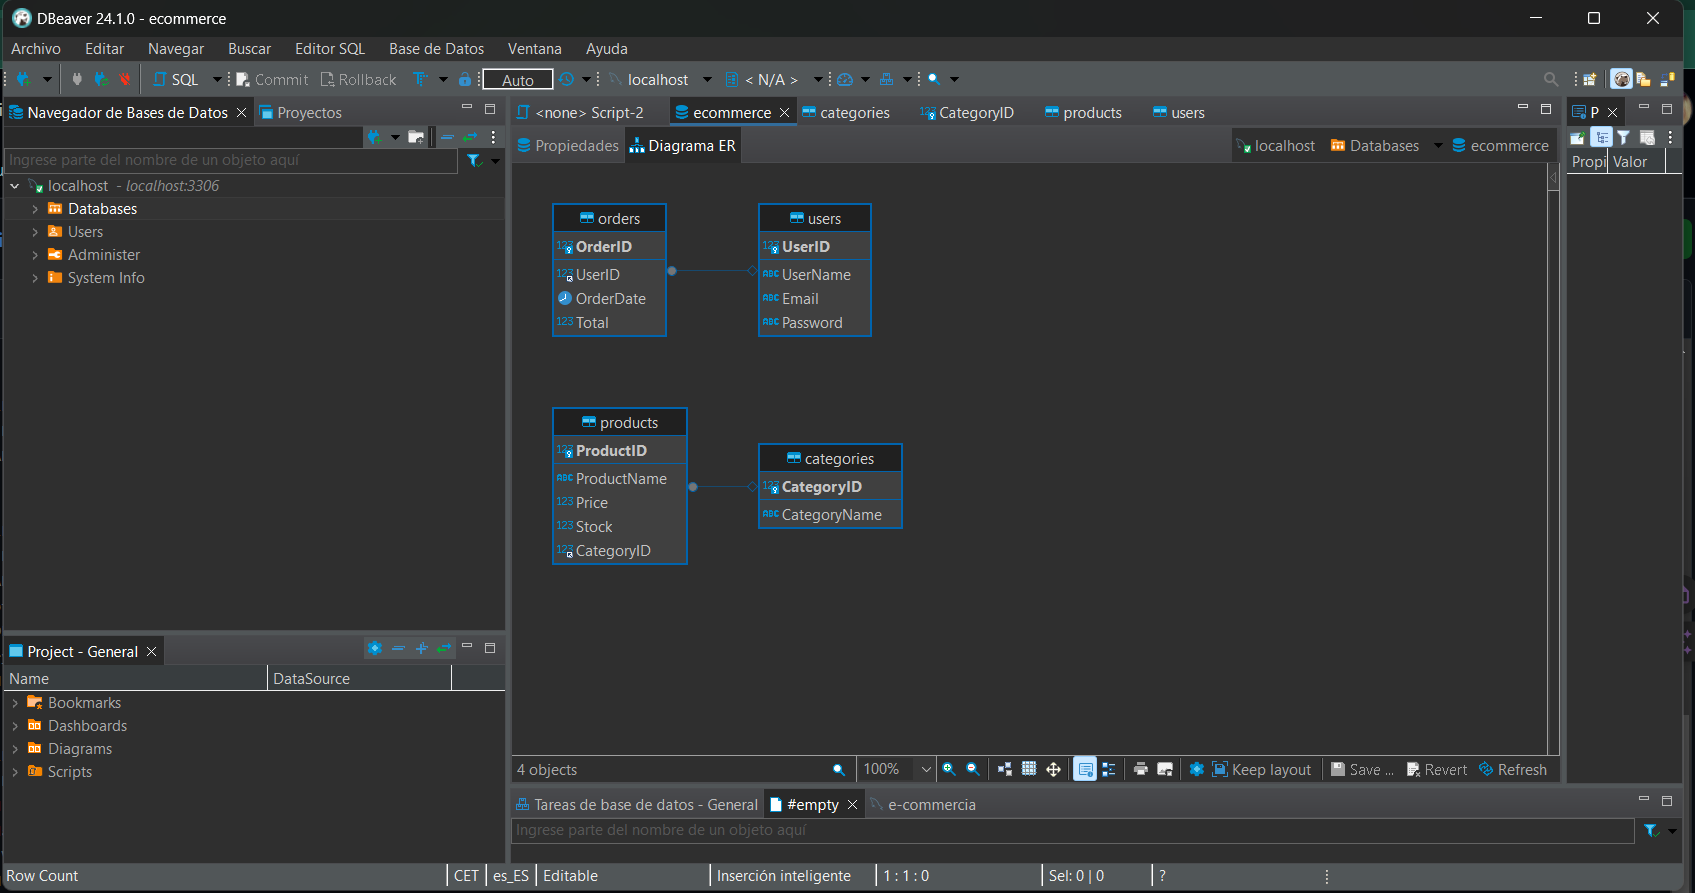 DBeaver 24.1.0 - ecommerce
Archivo Editar Navegar Buscar Editor SQL Base de Datos Ventana Ayuda
SQL Commit Rollback Auto localhost < N/A >
Navegador de Bases de Datos Proyectos
<none> Script-2 ecommerce categories CategoryID products users
P
Propiedades Diagrama ER localhost Databases ecommerce
Ingrese parte del nombre de un objeto aquí
Propi Valor
localhost - localhost:3306
Databases
Users
Administer
System Info
orders
OrderID
UserID
OrderDate
Total
users
UserID
UserName
Email
Password
products
ProductID
ProductName
Price
Stock
CategoryID
categories
CategoryID
CategoryName
Project - General
Name DataSource
Bookmarks
Dashboards
Diagrams
Scripts
4 objects 100% Keep layout Save ... Revert Refresh
Tareas de base de datos - General #empty e-commercia
Ingrese parte del nombre de un objeto aquí
Row Count CET es_ES Editable Inserción inteligente 1 : 1 : 0 Sel: 0 | 0 ?